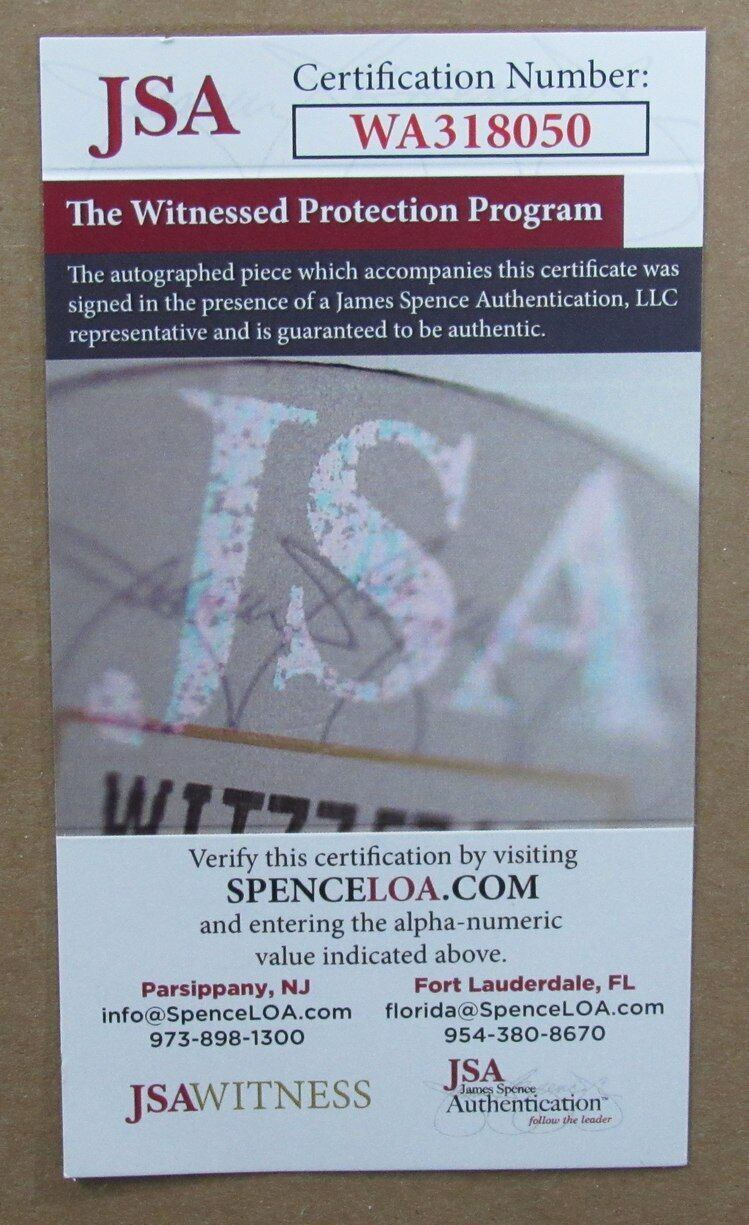 JSA
Certification Number:
WA318050
The Witnessed Protection Program
The autographed piece which accompanies this certificate was
signed in the presence of a James Spence Authentication, LLC
representative and is guaranteed to be authentic.
JSA
Verify this certification by visiting
SPENCELOA.COM
and entering the alpha-numeric
value indicated above.
Parsippany, NJ
info@SpenceLOA.com
973-898-1300
Fort Lauderdale, FL
florida@SpenceLOA.com
954-380-8670
JSAWITNESS
JSA
James Spence
Authentication™
follow the leader